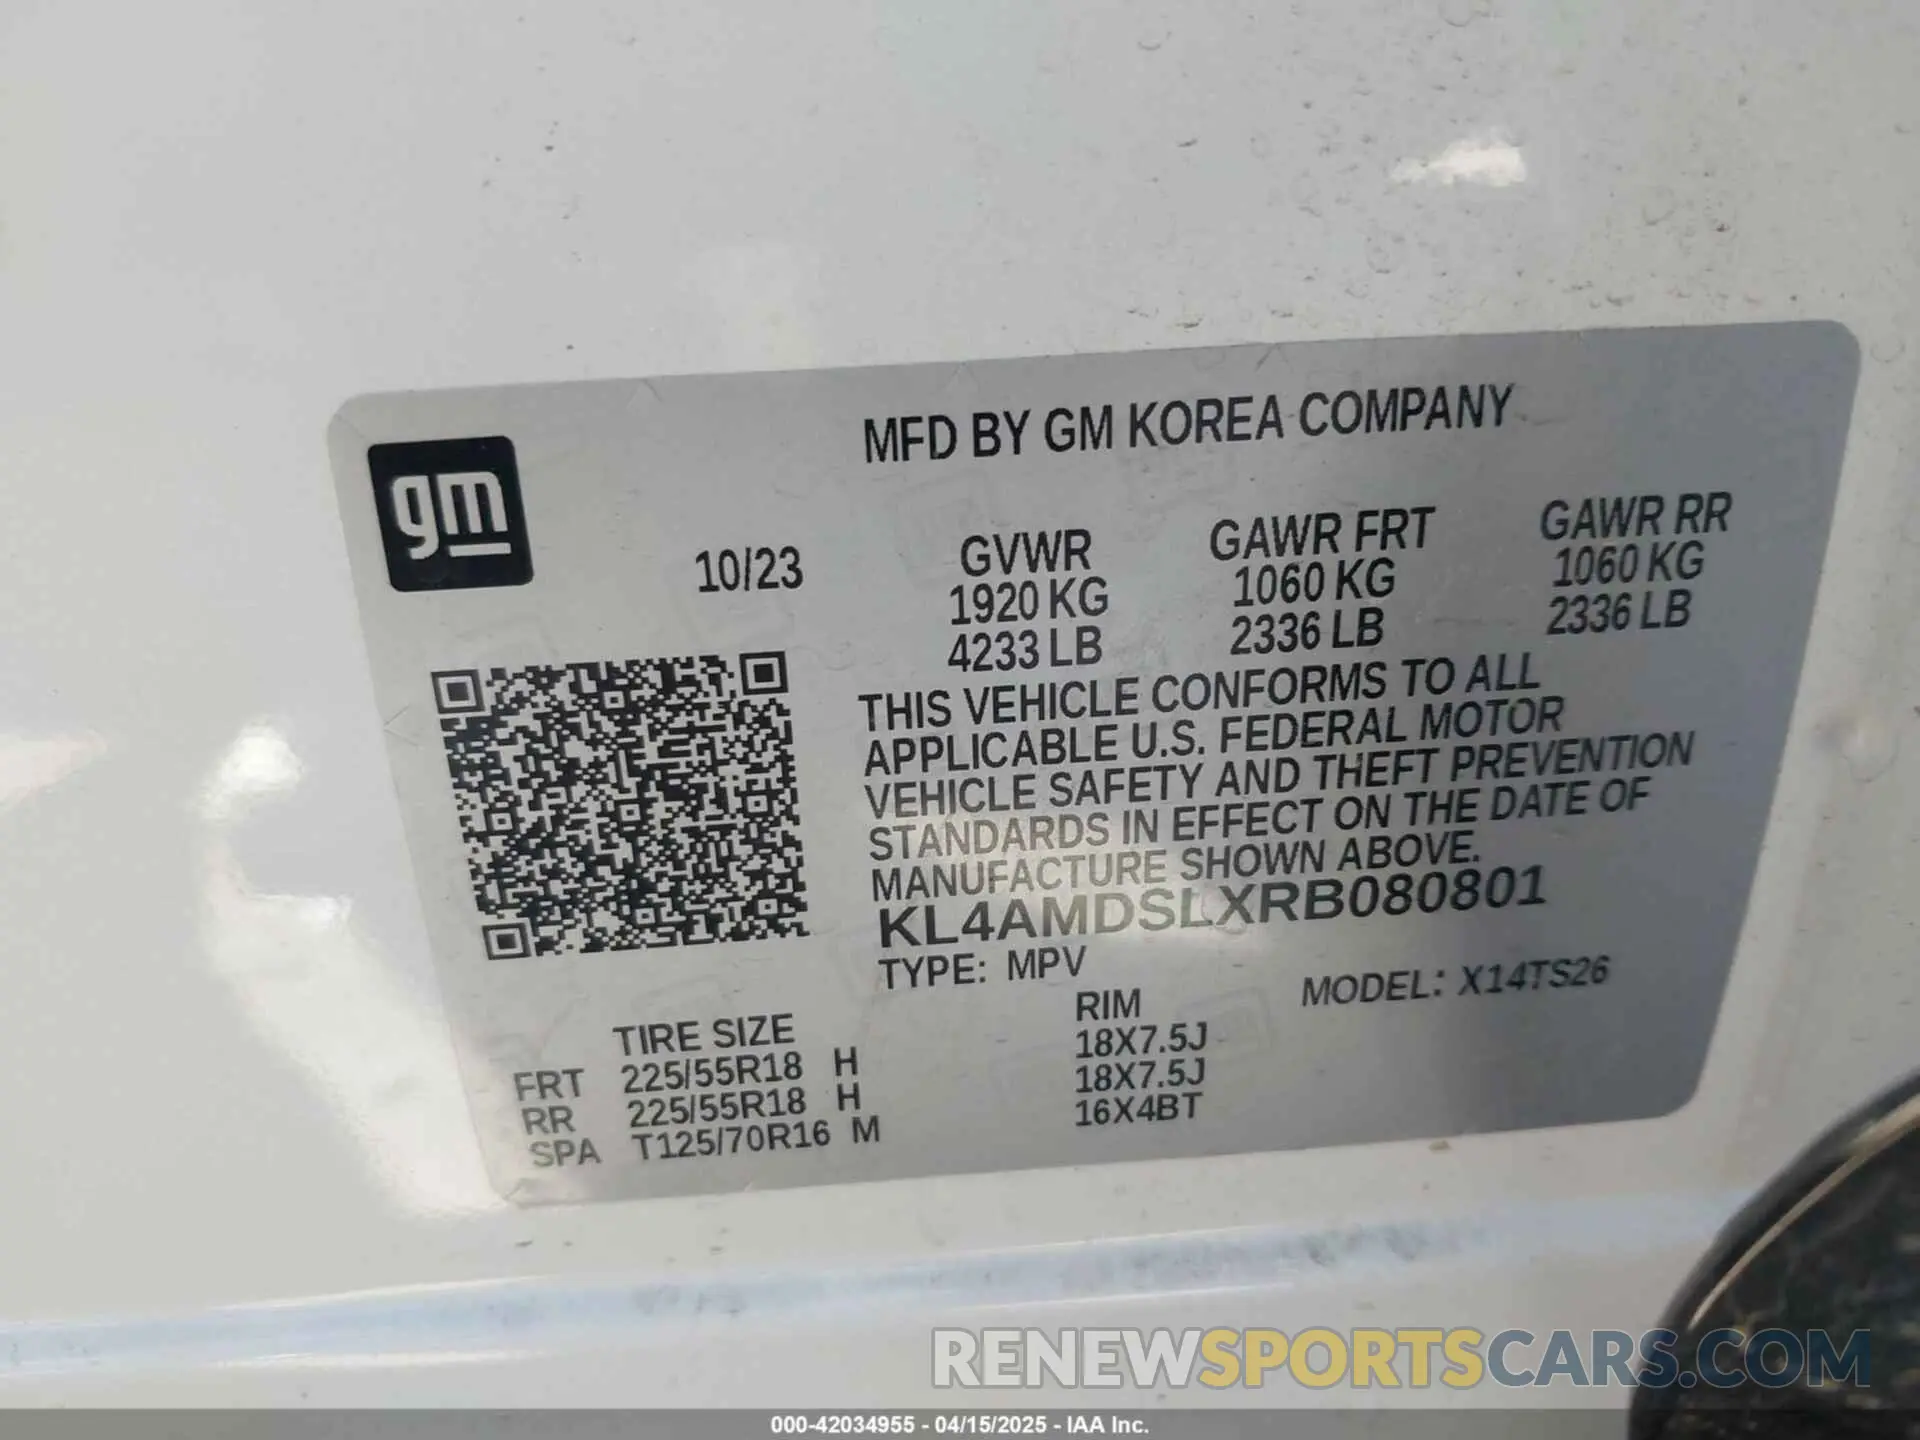 MFD BY GM KOREA COMPANY
gm
10/23
GVWR GAWR FRT GAWR RR
1920 KG 1060 KG 1060 KG
4233 LB 2336 LB 2336 LB
THIS VEHICLE CONFORMS TO ALL
APPLICABLE U.S. FEDERAL MOTOR
VEHICLE SAFETY AND THEFT PREVENTION
STANDARDS IN EFFECT ON THE DATE OF
MANUFACTURE SHOWN ABOVE.
KL4AMDSLXRB080801
TYPE: MPV MODEL: X14TS26
TIRE SIZE RIM
FRT 225/55R18 H 18X7.5J
RR 225/55R18 H 18X7.5J
SPA T125/70R16 M 16X4BT
RENEWSPORTSCARS.COM
000-42034955 - 04/15/2025 - IAA Inc.